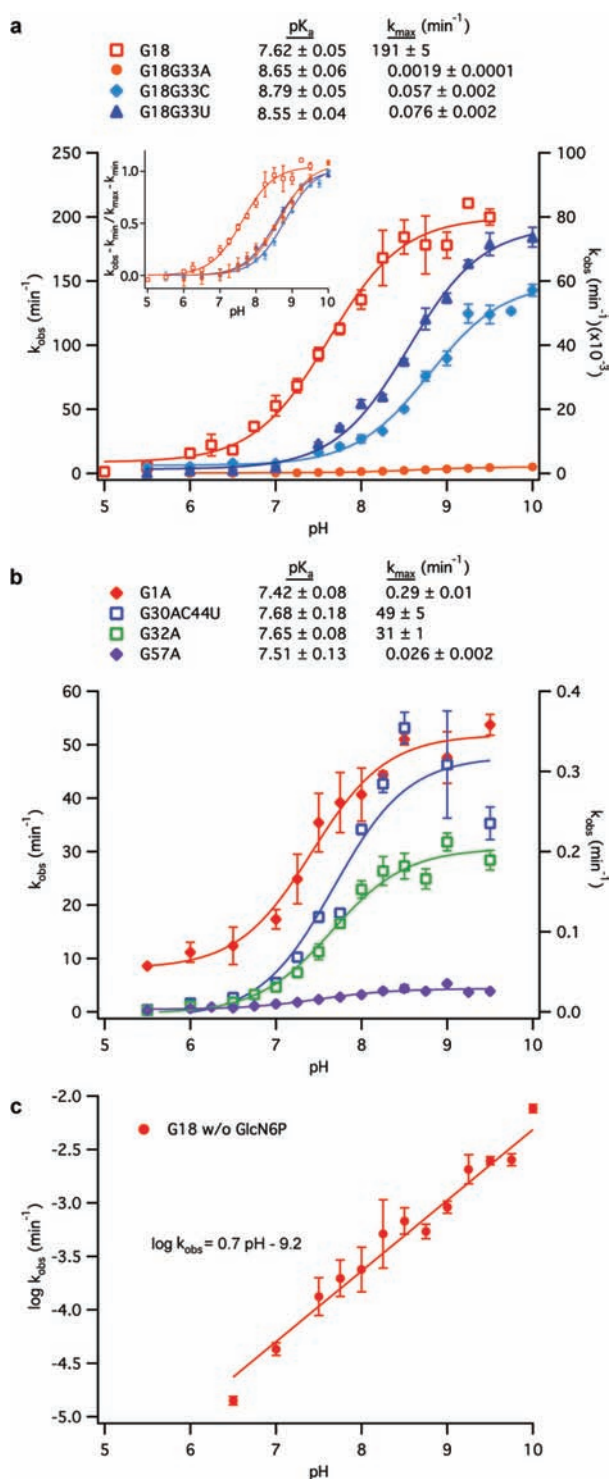 a
pKa kmax (min-1)
G18 7.62 ± 0.05 191 ± 5
G18G33A 8.65 ± 0.06 0.0019 ± 0.0001
G18G33C 8.79 ± 0.05 0.057 ± 0.002
G18G33U 8.55 ± 0.04 0.076 ± 0.002
250
200
150
100
50
0
kobs (min-1)
1.0
0.5
0.0
kobs - kmin / kmax - kmin
5 6 7 8 9 10
pH
100
80
60
40
20
0
kobs (min-1) (x10-3)
5 6 7 8 9 10
pH
b
pKa kmax (min-1)
G1A 7.42 ± 0.08 0.29 ± 0.01
G30AC44U 7.68 ± 0.18 49 ± 5
G32A 7.65 ± 0.08 31 ± 1
G57A 7.51 ± 0.13 0.026 ± 0.002
60
50
40
30
20
10
0
kobs (min-1)
0.4
0.3
0.2
0.1
0.0
kobs (min-1)
5 6 7 8 9 10
pH
c
-2.0
-2.5
-3.0
-3.5
-4.0
-4.5
-5.0
log kobs (min-1)
G18 w/o GlcN6P
log kobs = 0.7 pH - 9.2
5 6 7 8 9 10
pH